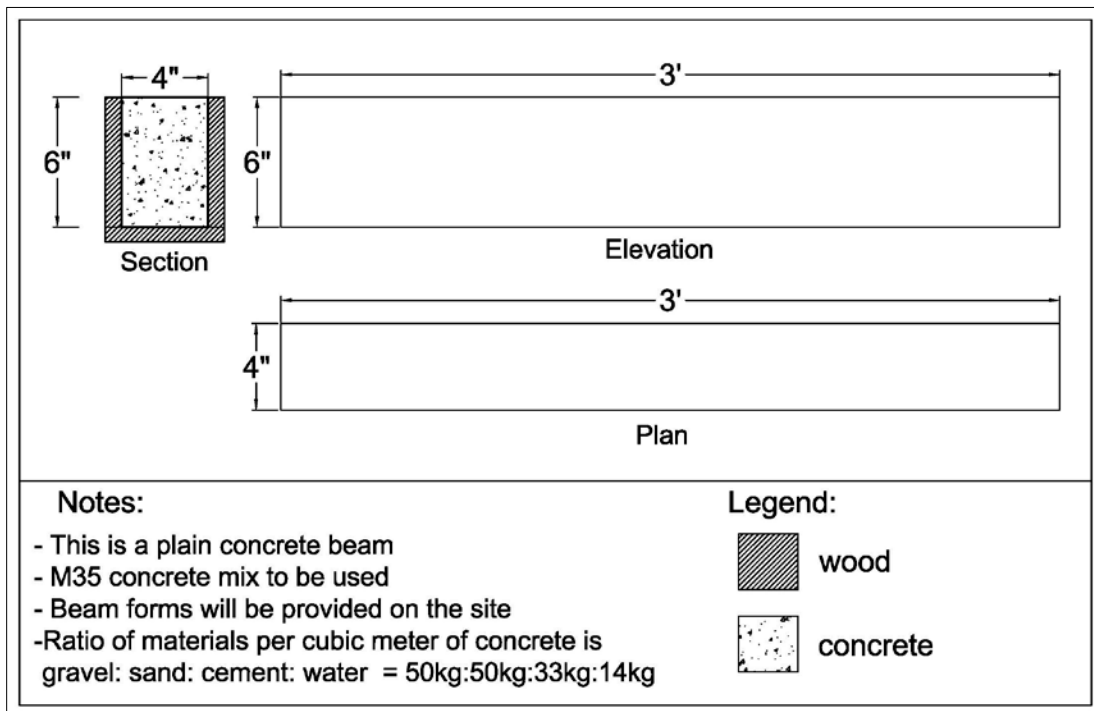 4"
6"
Section
3'
6"
Elevation
3'
4"
Plan
Notes:
- This is a plain concrete beam
- M35 concrete mix to be used
- Beam forms will be provided on the site
-Ratio of materials per cubic meter of concrete is
gravel: sand: cement: water = 50kg:50kg:33kg:14kg
Legend:
wood
concrete